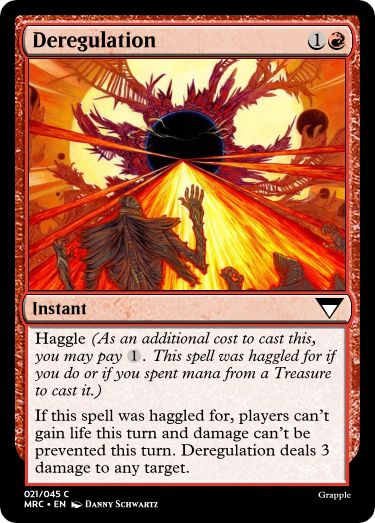 Deregulation 1
Instant
Haggle (As an additional cost to cast this,
you may pay 1. This spell was haggled for if
you do or if you spent mana from a Treasure
to cast it.)
If this spell was haggled for, players can't
gain life this turn and damage can't be
prevented this turn. Deregulation deals 3
damage to any target.
021/045 C
MRC • EN Danny Schwartz
Grapple